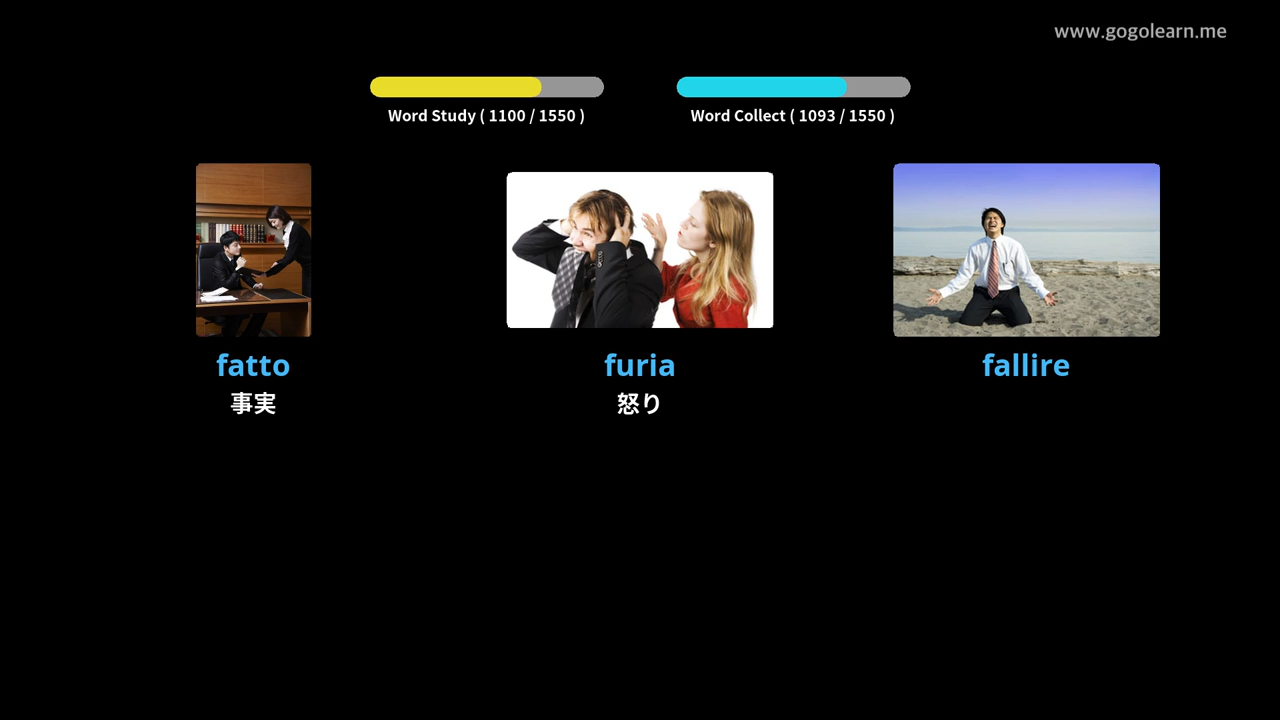 www.gogolearn.me
Word Study ( 1100 / 1550 )
Word Collect ( 1093 / 1550 )
fatto
事実
furia
怒り
fallire